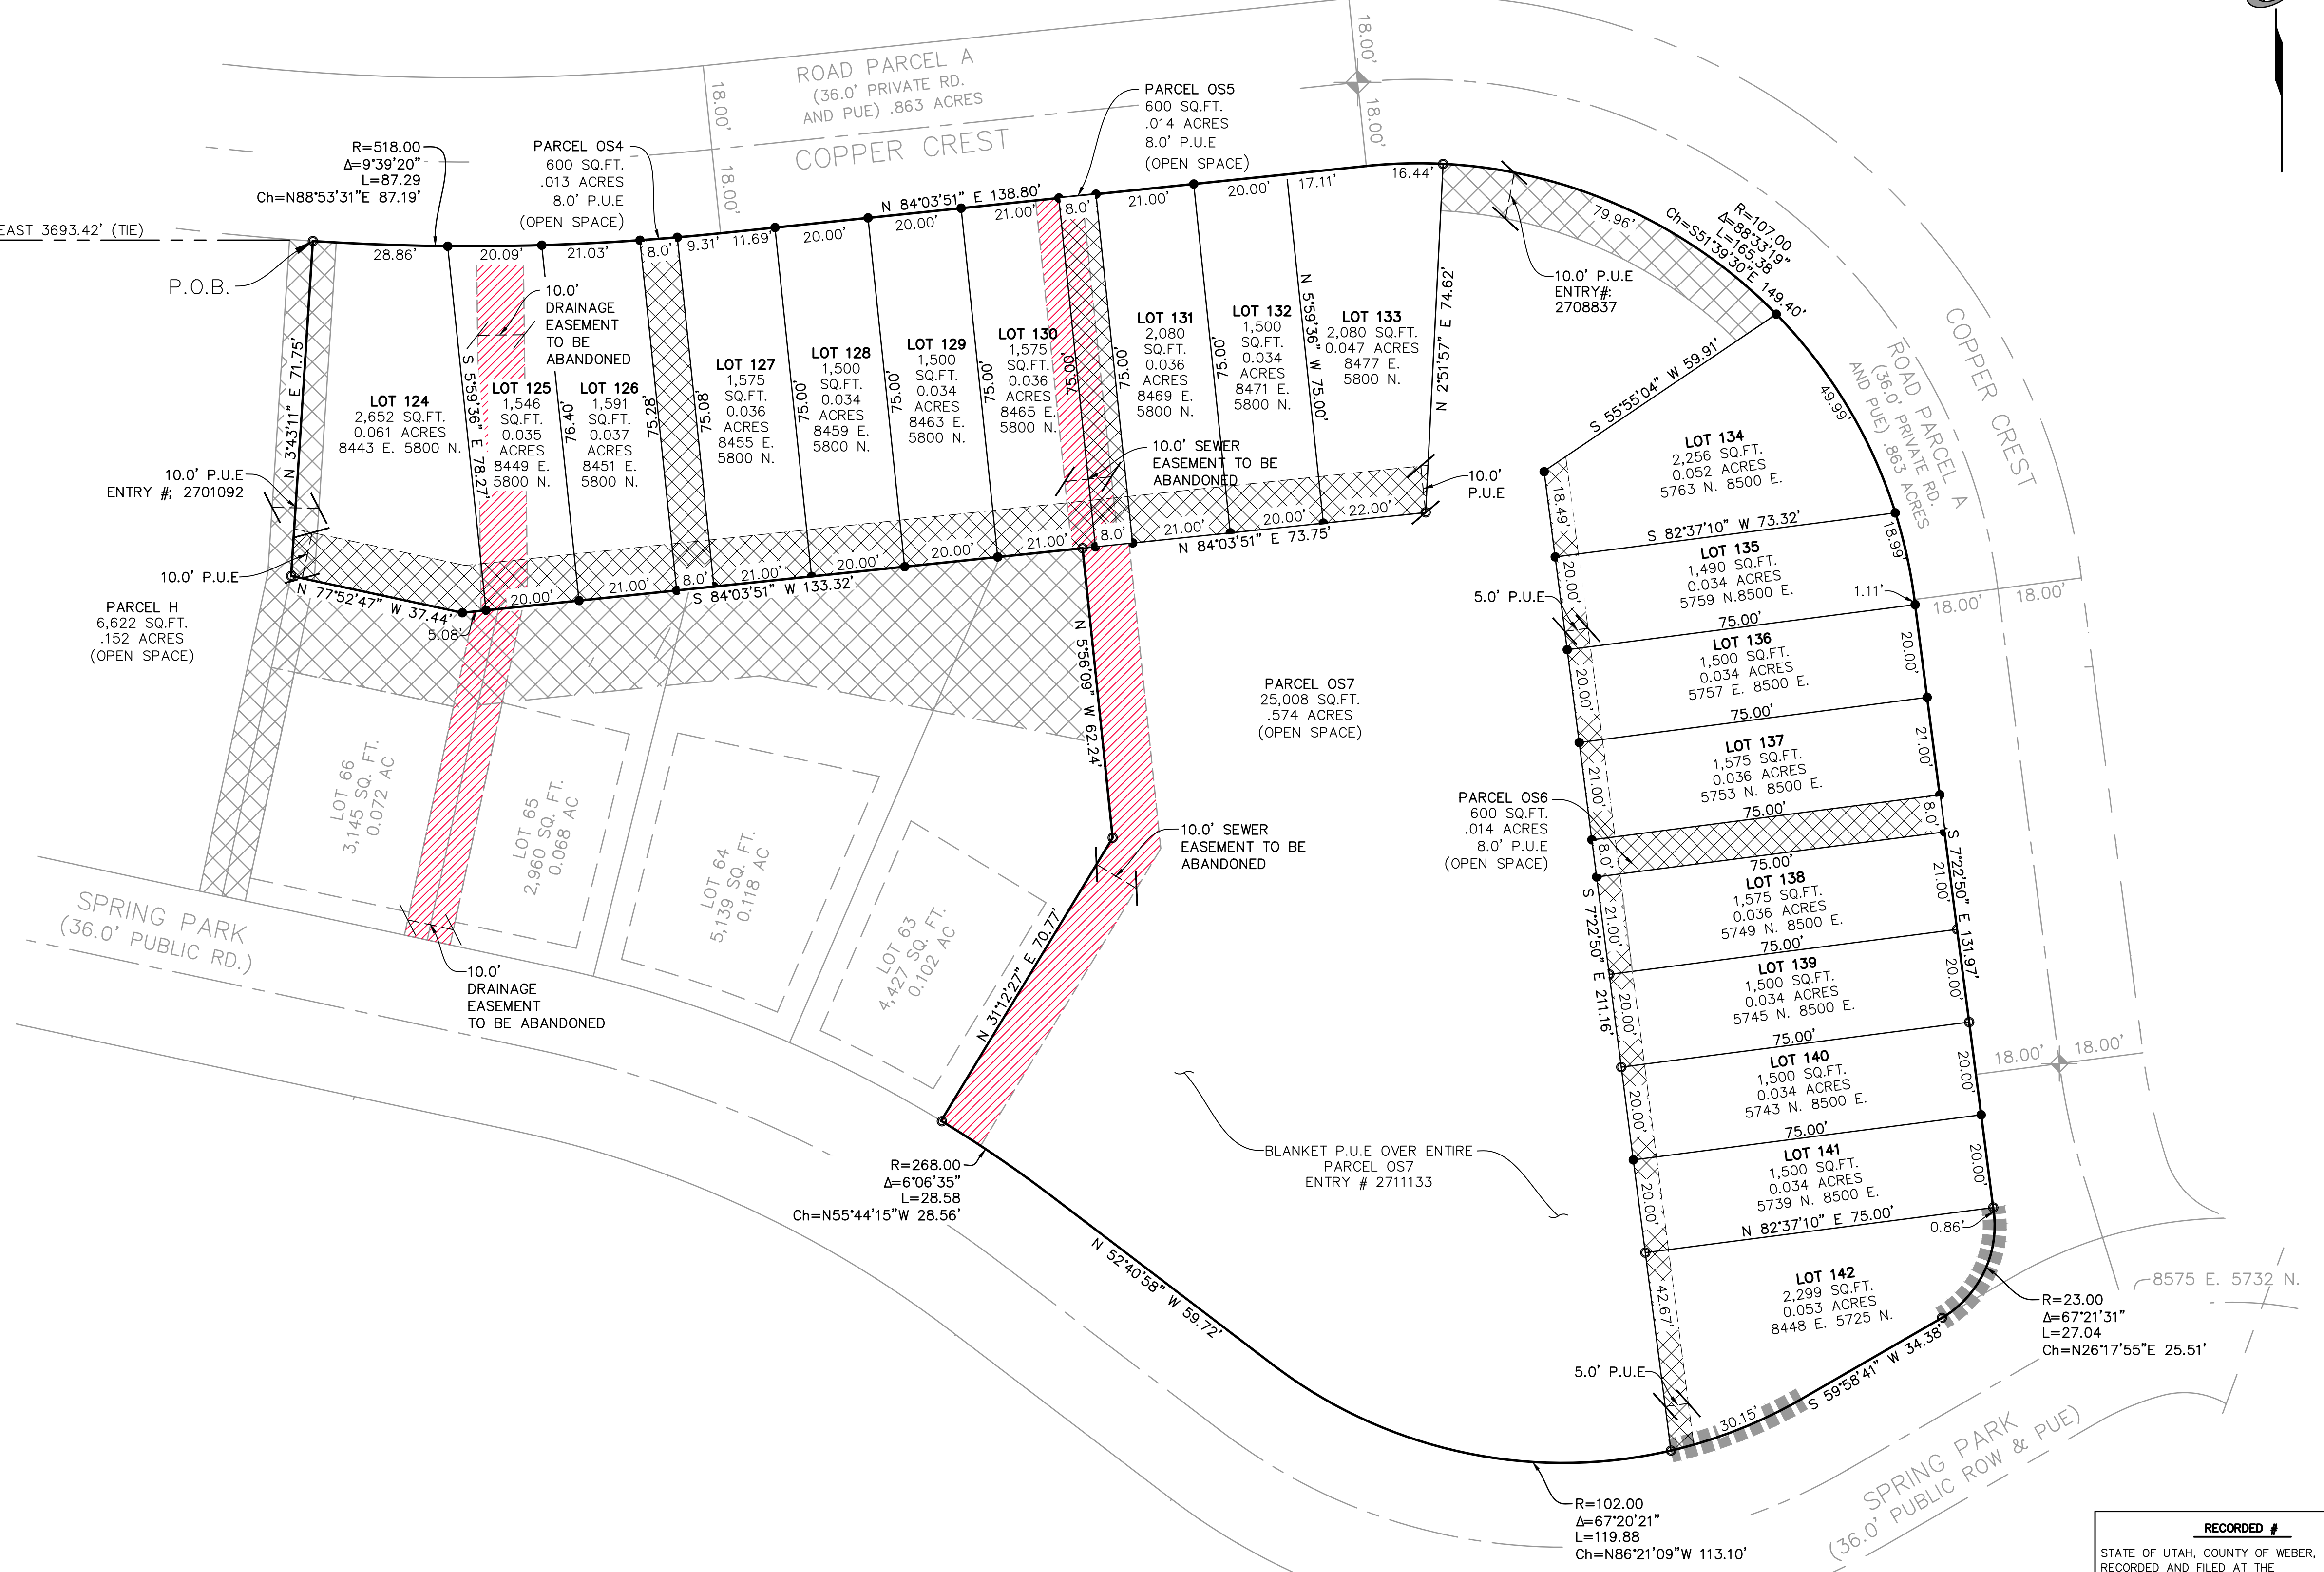 ROAD PARCEL A
(36.0' PRIVATE RD.
AND PUE) .863 ACRES
COPPER CREST
18.00'
18.00'
18.00'
18.00'
PARCEL OS5
600 SQ.FT.
.014 ACRES
8.0' P.U.E
(OPEN SPACE)
R=518.00
Δ=9°39'20"
L=87.29
Ch=N88°53'31"E 87.19'
PARCEL OS4
600 SQ.FT.
.013 ACRES
8.0' P.U.E
(OPEN SPACE)
EAST 3693.42' (TIE)
P.O.B.
N 84°03'51" E 138.80'
28.86'
20.09'
21.03'
8.0'
9.31'
11.69'
20.00'
20.00'
21.00'
8.0'
21.00'
20.00'
17.11'
16.44'
79.96'
R=107.00
Δ=88°33'19"
L=165.38
Ch=S51°39'30"E 149.40'
10.0' P.U.E
ENTRY#:
2708837
10.0'
DRAINAGE
EASEMENT
TO BE
ABANDONED
N 3°43'11" E 71.75'
LOT 124
2,652 SQ.FT.
0.061 ACRES
8443 E. 5800 N.
S 5°59'36" E 78.27'
LOT 125
1,546
SQ.FT.
0.035
ACRES
8449 E.
5800 N.
76.40'
LOT 126
1,591
SQ.FT.
0.037
ACRES
8451 E.
5800 N.
75.28'
75.08'
LOT 127
1,575
SQ.FT.
0.036
ACRES
8455 E.
5800 N.
75.00'
LOT 128
1,500
SQ.FT.
0.034
ACRES
8459 E.
5800 N.
75.00'
LOT 129
1,500
SQ.FT.
0.034
ACRES
8463 E.
5800 N.
75.00'
LOT 130
1,575
SQ.FT.
0.036
ACRES
8465 E.
5800 N.
75.00'
75.00'
LOT 131
2,080
SQ.FT.
0.036
ACRES
8469 E.
5800 N.
75.00'
LOT 132
1,500
SQ.FT.
0.034
ACRES
8471 E.
5800 N.
N 5°59'36" W 75.00'
LOT 133
2,080 SQ.FT.
0.047 ACRES
8477 E.
5800 N.
N 2°51'57" E 74.62'
10.0' SEWER
EASEMENT TO BE
ABANDONED
10.0'
P.U.E
10.0' P.U.E
ENTRY #; 2701092
10.0' P.U.E
PARCEL H
6,622 SQ.FT.
.152 ACRES
(OPEN SPACE)
N 77°52'47" W 37.44'
5.08'
20.00'
21.00'
8.0'
21.00'
20.00'
20.00'
21.00'
8.0'
21.00'
20.00'
22.00'
S 84°03'51" W 133.32'
N 84°03'51" E 73.75'
N 5°56'09" W 62.24'
PARCEL OS7
25,008 SQ.FT.
.574 ACRES
(OPEN SPACE)
S 55°55'04" W 59.91'
49.99'
LOT 134
2,256 SQ.FT.
0.052 ACRES
5763 N. 8500 E.
COPPER CREST
ROAD PARCEL A
(36.0' PRIVATE RD.
AND PUE) .863 ACRES
18.49'
S 82°37'10" W 73.32'
18.99'
LOT 135
1,490 SQ.FT.
0.034 ACRES
5759 N.8500 E.
20.00'
5.0' P.U.E
1.11'
18.00'
18.00'
75.00'
LOT 136
1,500 SQ.FT.
0.034 ACRES
5757 E. 8500 E.
20.00'
20.00'
75.00'
LOT 137
1,575 SQ.FT.
0.036 ACRES
5753 N. 8500 E.
21.00'
21.00'
75.00'
PARCEL OS6
600 SQ.FT.
.014 ACRES
8.0' P.U.E
(OPEN SPACE)
8.0'
8.0'
75.00'
LOT 138
1,575 SQ.FT.
0.036 ACRES
5749 N. 8500 E.
21.00'
21.00'
S 7°22'50" E 131.97'
S 7°22'50" E 211.16'
75.00'
LOT 139
1,500 SQ.FT.
0.034 ACRES
5745 N. 8500 E.
20.00'
20.00'
75.00'
LOT 140
1,500 SQ.FT.
0.034 ACRES
5743 N. 8500 E.
20.00'
20.00'
18.00'
18.00'
75.00'
LOT 141
1,500 SQ.FT.
0.034 ACRES
5739 N. 8500 E.
20.00'
20.00'
N 82°37'10" E 75.00'
0.86'
LOT 142
2,299 SQ.FT.
0.053 ACRES
8448 E. 5725 N.
42.67'
5.0' P.U.E
30.15'
S 59°58'41" W 34.38'
8575 E. 5732 N.
R=23.00
Δ=67°21'31"
L=27.04
Ch=N26°17'55"E 25.51'
LOT 66
3,145 SQ. FT.
0.072 AC
LOT 65
2,960 SQ. FT.
0.068 AC
LOT 64
5,139 SQ. FT.
0.118 AC
LOT 63
4,427 SQ. FT.
0.102 AC
SPRING PARK
(36.0' PUBLIC RD.)
10.0'
DRAINAGE
EASEMENT
TO BE ABANDONED
10.0' SEWER
EASEMENT TO BE
ABANDONED
N 31°12'27" E 70.77'
R=268.00
Δ=6°06'35"
L=28.58
Ch=N55°44'15"W 28.56'
BLANKET P.U.E OVER ENTIRE
PARCEL OS7
ENTRY # 2711133
N 52°40'58" W 59.72'
R=102.00
Δ=67°20'21"
L=119.88
Ch=N86°21'09"W 113.10'
SPRING PARK
(36.0' PUBLIC ROW & PUE)
RECORDED #
STATE OF UTAH, COUNTY OF WEBER,
RECORDED AND FILED AT THE